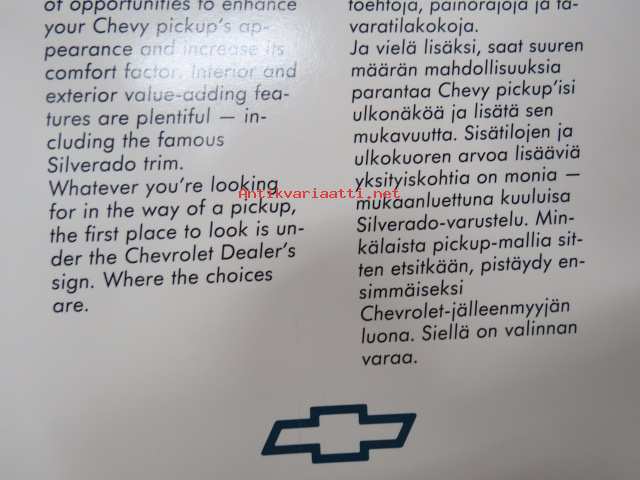 of opportunities to enhance
your Chevy pickup's ap-
pearance and increase its
comfort factor. Interior and
exterior value-adding fea-
tures are plentiful — in-
cluding the famous
Silverado trim.
Whatever you're looking
for in the way of a pickup,
the first place to look is un-
der the Chevrolet Dealer's
sign. Where the choices
are.
toehtoja, painorajoja ja ta-
varatilakokoja.
Ja vielä lisäksi, saat suuren
määrän mahdollisuuksia
parantaa Chevy pickup'isi
ulkonäköä ja lisätä sen
mukavuutta. Sisätilojen ja
ulkokuoren arvoa lisääviä
yksityiskohtia on monia —
mukaanluettuna kuuluisa
Silverado-varustelu. Min-
kälaista pickup-mallia sit-
ten etsitkään, pistäydy en-
simmäiseksi
Chevrolet-jälleenmyyjän
luona. Siellä on valinnan
varaa.
Antikvariaatti.net